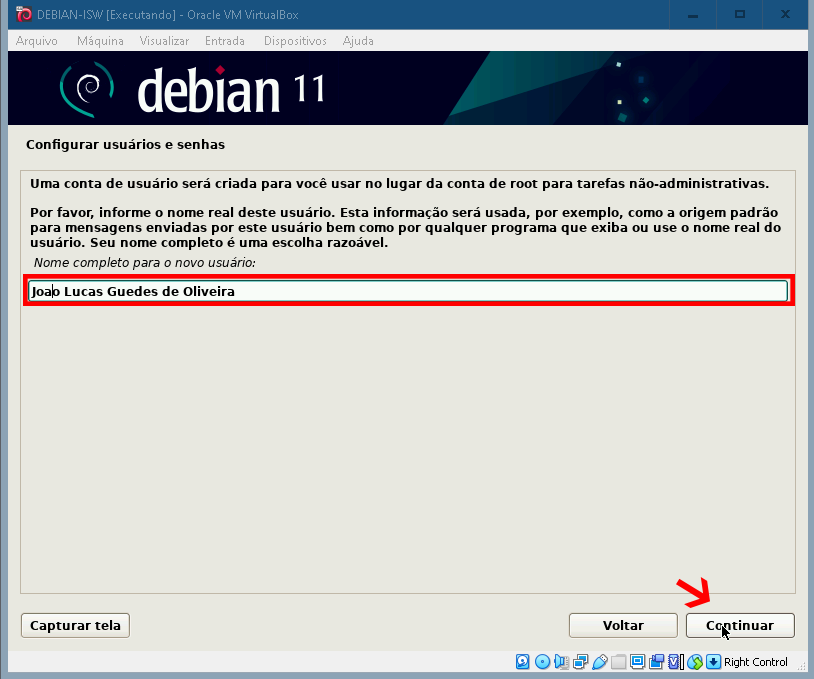 DEBIAN-ISW [Executando] - Oracle VM VirtualBox
Arquivo Máquina Visualizar Entrada Dispositivos Ajuda
debian 11
Configurar usuários e senhas
Uma conta de usuário será criada para você usar no lugar da conta de root para tarefas não-administrativas.
Por favor, informe o nome real deste usuário. Esta informação será usada, por exemplo, como a origem padrão
para mensagens enviadas por este usuário bem como por qualquer programa que exiba ou use o nome real do
usuário. Seu nome completo é uma escolha razoável.
Nome completo para o novo usuário:
Joao Lucas Guedes de Oliveira
Capturar tela Voltar Continuar
Right Control